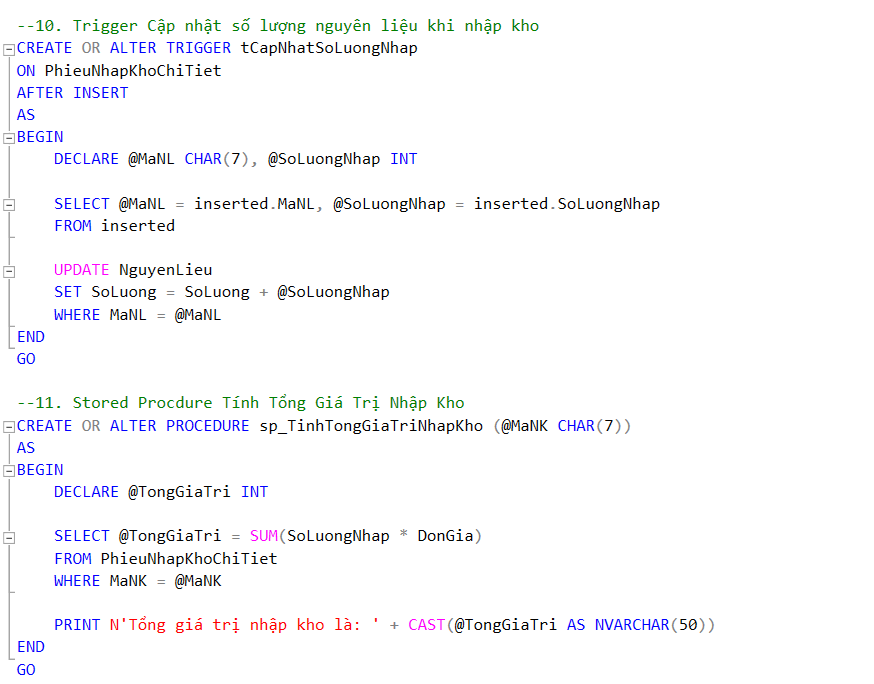 --10. Trigger Cập nhật số lượng nguyên liệu khi nhập kho
CREATE OR ALTER TRIGGER tCapNhatSoLuongNhap
ON PhieuNhapKhoChiTiet
AFTER INSERT
AS
BEGIN
    DECLARE @MaNL CHAR(7), @SoLuongNhap INT

    SELECT @MaNL = inserted.MaNL, @SoLuongNhap = inserted.SoLuongNhap
    FROM inserted

    UPDATE NguyenLieu
    SET SoLuong = SoLuong + @SoLuongNhap
    WHERE MaNL = @MaNL
END
GO

--11. Stored Procdure Tính Tổng Giá Trị Nhập Kho
CREATE OR ALTER PROCEDURE sp_TinhTongGiaTriNhapKho (@MaNK CHAR(7))
AS
BEGIN
    DECLARE @TongGiaTri INT

    SELECT @TongGiaTri = SUM(SoLuongNhap * DonGia)
    FROM PhieuNhapKhoChiTiet
    WHERE MaNK = @MaNK

    PRINT N'Tổng giá trị nhập kho là: ' + CAST(@TongGiaTri AS NVARCHAR(50))
END
GO